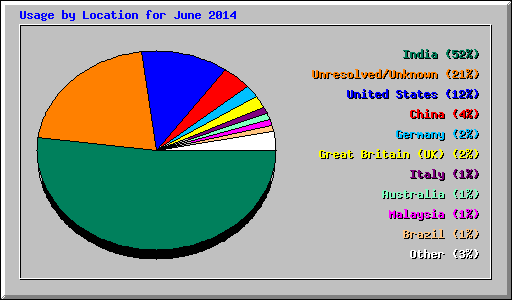 Usage by Location for June 2014
India (52%)
Unresolved/Unknown (21%)
United States (12%)
China (4%)
Germany (2%)
Great Britain (UK) (2%)
Italy (1%)
Australia (1%)
Malaysia (1%)
Brazil (1%)
Other (3%)